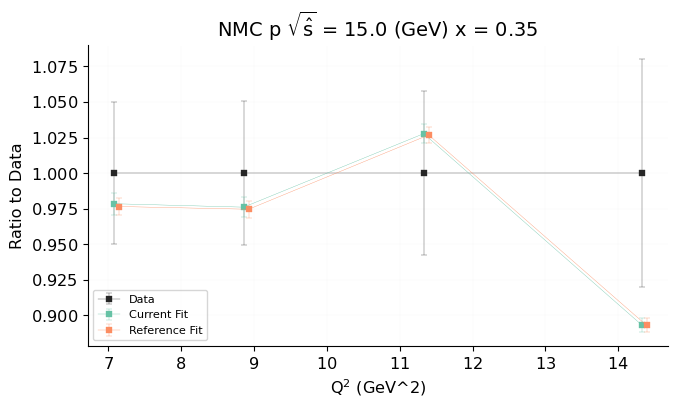 NMC p √ŝ = 15.0 (GeV) x = 0.35
Ratio to Data
1.075
1.050
1.025
1.000
0.975
0.950
0.925
0.900
Data
Current Fit
Reference Fit
7 8 9 10 11 12 13 14
Q² (GeV^2)